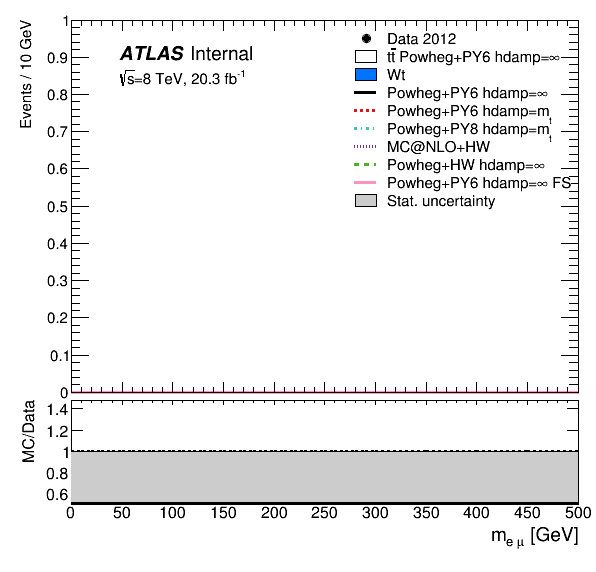 Events / 10 GeV
1
0.9
0.8
0.7
0.6
0.5
0.4
0.3
0.2
0.1
0
ATLAS Internal
√s=8 TeV, 20.3 fb⁻¹
Data 2012
tt̄ Powheg+PY6 hdamp=∞
Wt
Powheg+PY6 hdamp=∞
Powheg+PY6 hdamp=m_t
Powheg+PY8 hdamp=m_t
MC@NLO+HW
Powheg+HW hdamp=∞
Powheg+PY6 hdamp=∞ FS
Stat. uncertainty
MC/Data
1.4
1.2
1
0.8
0.6
0 50 100 150 200 250 300 350 400 450 500
m_{e μ} [GeV]